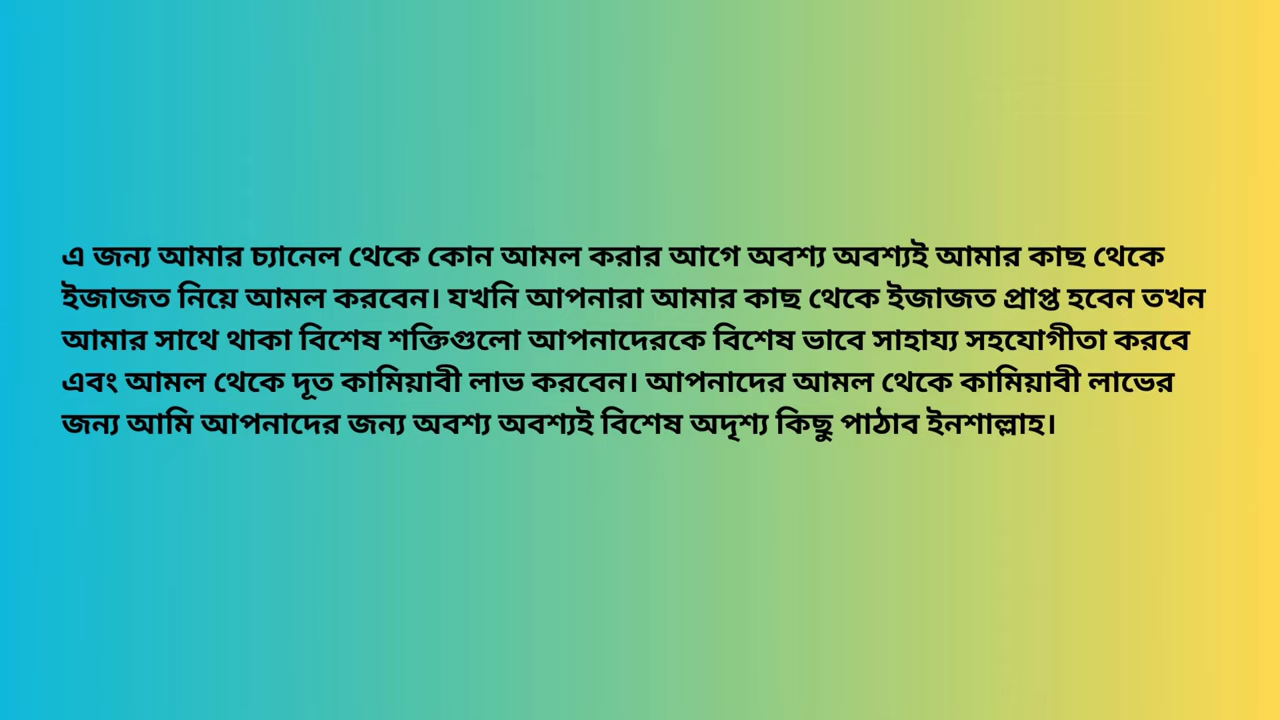 এ জন্য আমার চ্যানেল থেকে কোন আমল করার আগে অবশ্য অবশ্যই আমার কাছ থেকে
ইজাজত নিয়ে আমল করবেন। যখনি আপনারা আমার কাছ থেকে ইজাজত প্রাপ্ত হবেন তখন
আমার সাথে থাকা বিশেষ শক্তিগুলো আপনাদেরকে বিশেষ ভাবে সাহায্য সহযোগীতা করবে
এবং আমল থেকে দূত কামিয়াবী লাভ করবেন। আপনাদের আমল থেকে কামিয়াবী লাভের
জন্য আমি আপনাদের জন্য অবশ্য অবশ্যই বিশেষ অদৃশ্য কিছু পাঠাব ইনশাল্লাহ।